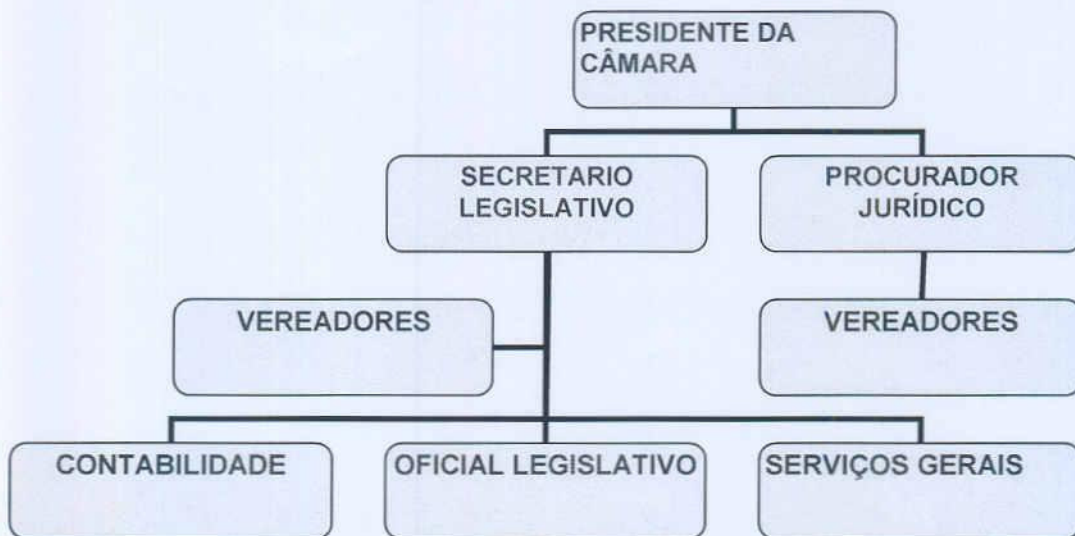 PRESIDENTE DA
CÂMARA
SECRETARIO
LEGISLATIVO
PROCURADOR
JURÍDICO
VEREADORES
VEREADORES
CONTABILIDADE
OFICIAL LEGISLATIVO
SERVIÇOS GERAIS